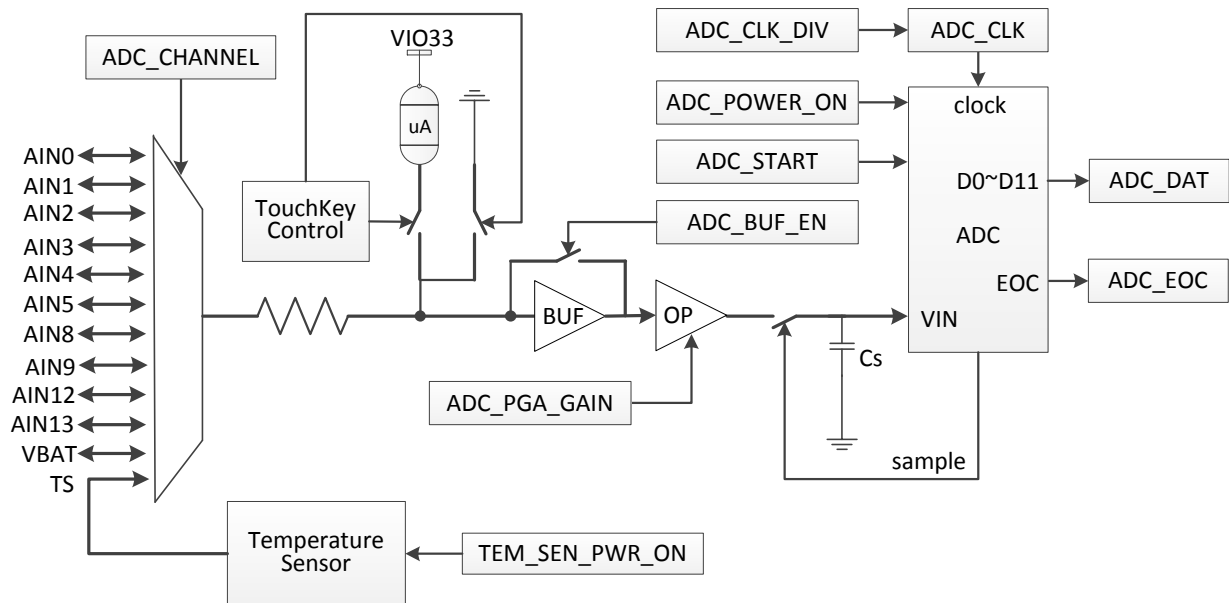 ADC_CLK_DIV
ADC_CLK
VIO33
ADC_CHANNEL
ADC_POWER_ON
clock
uA
AIN0
AIN1
AIN2
AIN3
AIN4
AIN5
AIN8
AIN9
AIN12
AIN13
VBAT
TS
ADC_START
D0~D11
ADC_DAT
TouchKey
Control
ADC_BUF_EN
ADC
EOC
ADC_EOC
BUF
OP
VIN
Cs
ADC_PGA_GAIN
sample
Temperature
Sensor
TEM_SEN_PWR_ON